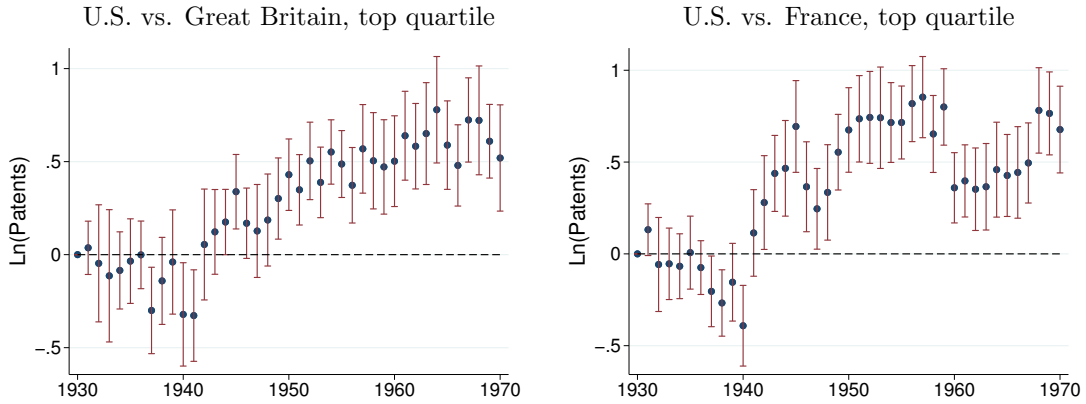 U.S. vs. Great Britain, top quartile
Ln(Patents)
1
.5
0
-.5
1930 1940 1950 1960 1970
U.S. vs. France, top quartile
Ln(Patents)
1
.5
0
-.5
1930 1940 1950 1960 1970